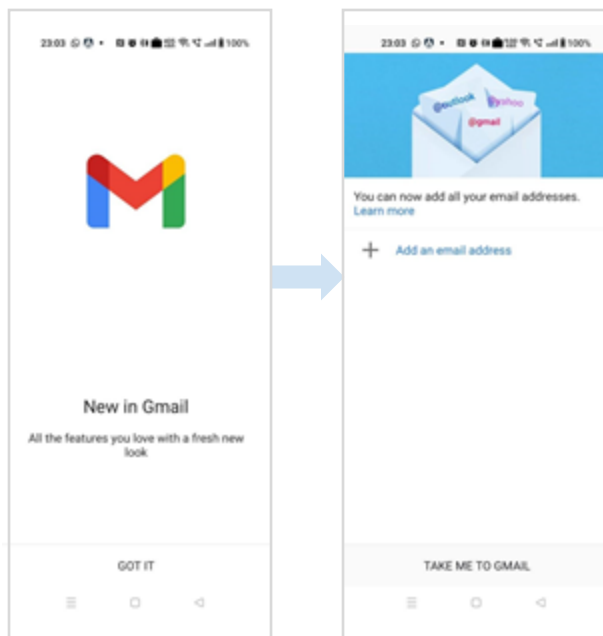 23:03
100%
New in Gmail
All the features you love with a fresh new
look
GOT IT
23:03
100%
@outlook
@yahoo
@gmail
You can now add all your email addresses.
Learn more
Add an email address
TAKE ME TO GMAIL